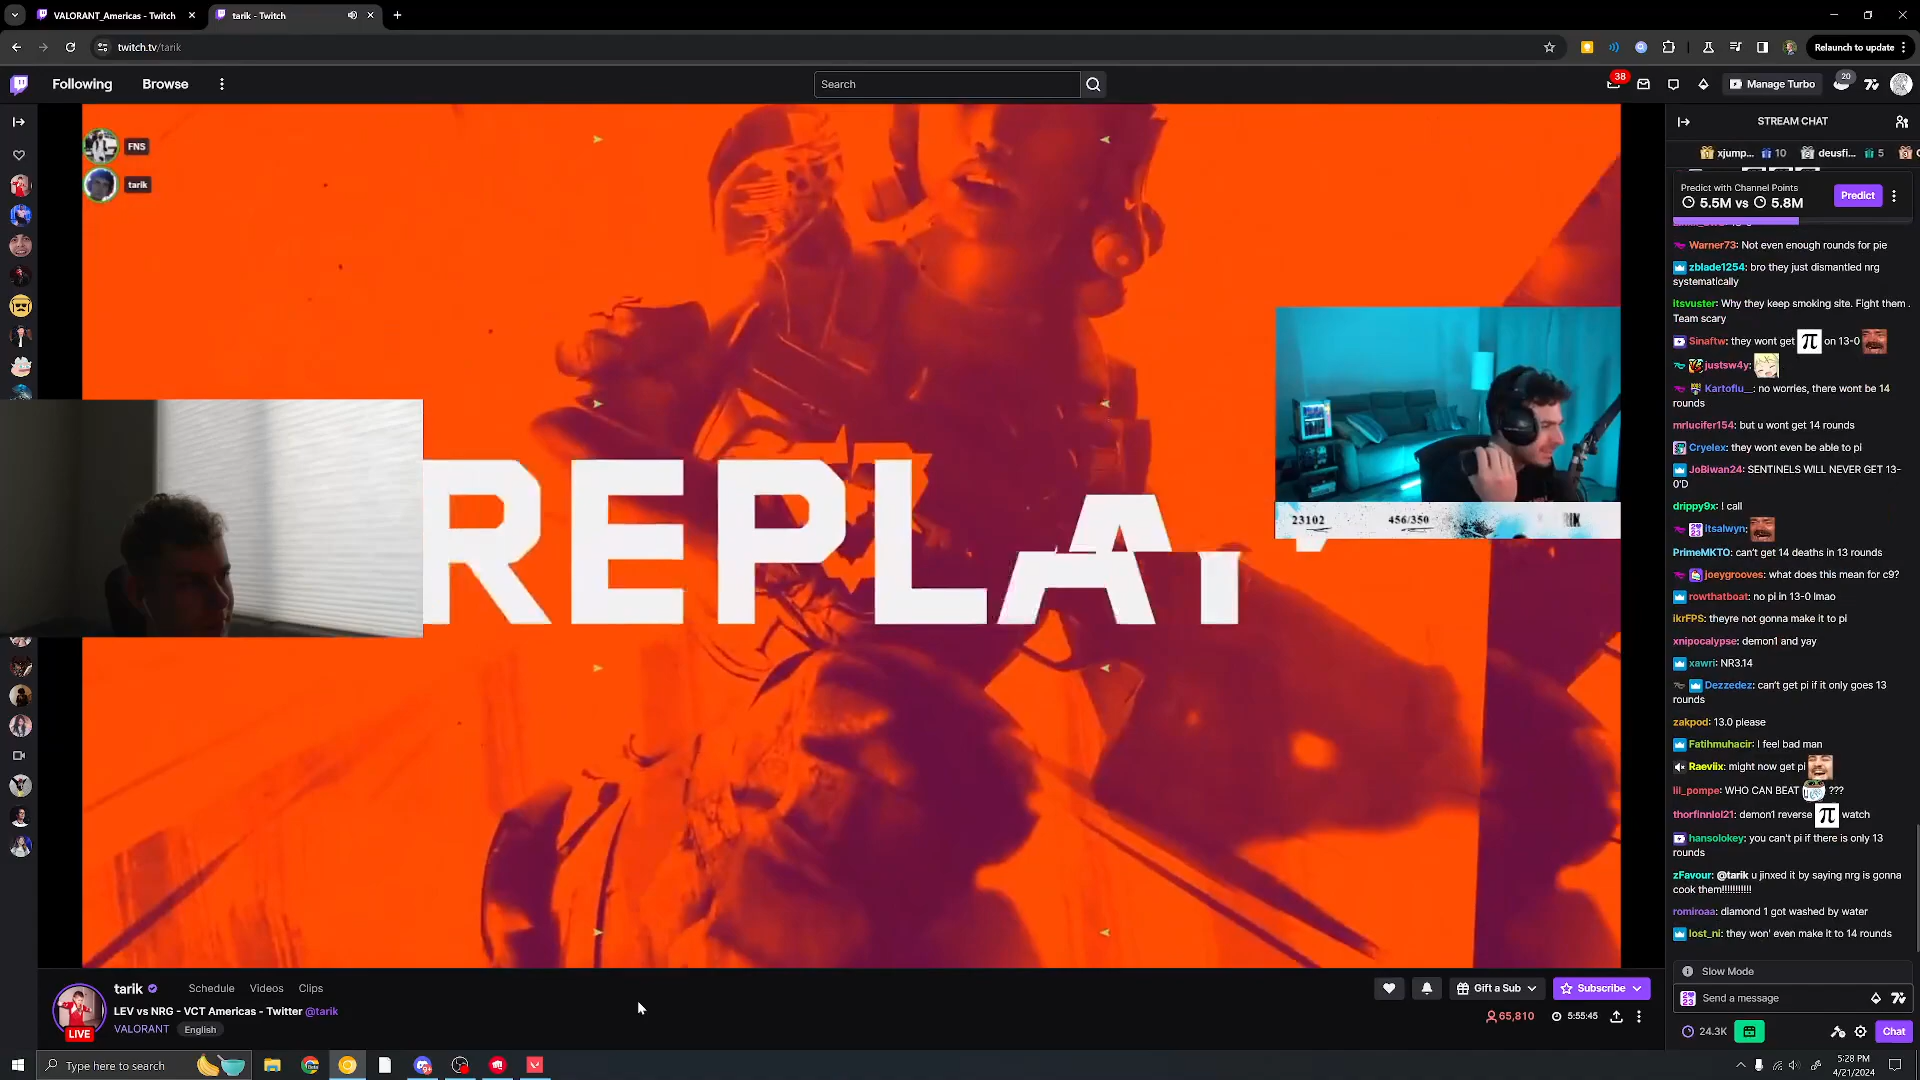 VALORANT_Americas - Twitch
tarik - Twitch
twitch.tv/tarik
Relaunch to update
Following
Browse
Search
38
Manage Turbo
20
FNS
tarik
REPLAY
23102
456/350
STREAM CHAT
xjump... 10
deusfi... 5
Predict with Channel Points
5.5M vs 5.8M
Predict
Warner73: Not even enough rounds for pie
zblade1254: bro they just dismantled nrg
systematically
itsvuster: Why they keep smoking site. Fight them .
Team scary
Sinaftw: they wont get π on 13-0
justsw4y:
Kartoflu__: no worries, there wont be 14
rounds
mrlucifer154: but u wont get 14 rounds
Cryelex: they wont even be able to pi
JoBiwan24: SENTINELS WILL NEVER GET 13-
0'D
drippy9x: I call
Itsalwyn:
PrimeMKTO: can't get 14 deaths in 13 rounds
joeygrooves: what does this mean for c9?
rowthatboat: no pi in 13-0 lmao
ikrFPS: theyre not gonna make it to pi
xnipocalypse: demon1 and yay
xawri: NR3.14
Dezzedez: can't get pi if it only goes 13
rounds
zakpod: 13.0 please
Fatihmuhacir: I feel bad man
Raevlix: might now get pi
lil_pompe: WHO CAN BEAT ???
thorfinnlol21: demon1 reverse π watch
hansolokey: you can't pi if there is only 13
rounds
zFavour: @tarik u jinxed it by saying nrg is gonna
cook them!!!!!!!!!!!
romiroaa: diamond 1 got washed by water
lost_ni: they won' even make it to 14 rounds
Slow Mode
Send a message
24.3K
Chat
tarik
Schedule
Videos
Clips
LEV vs NRG - VCT Americas - Twitter @tarik
VALORANT
English
LIVE
Gift a Sub
Subscribe
65,810
5:55:45
Type here to search
5:28 PM
4/21/2024